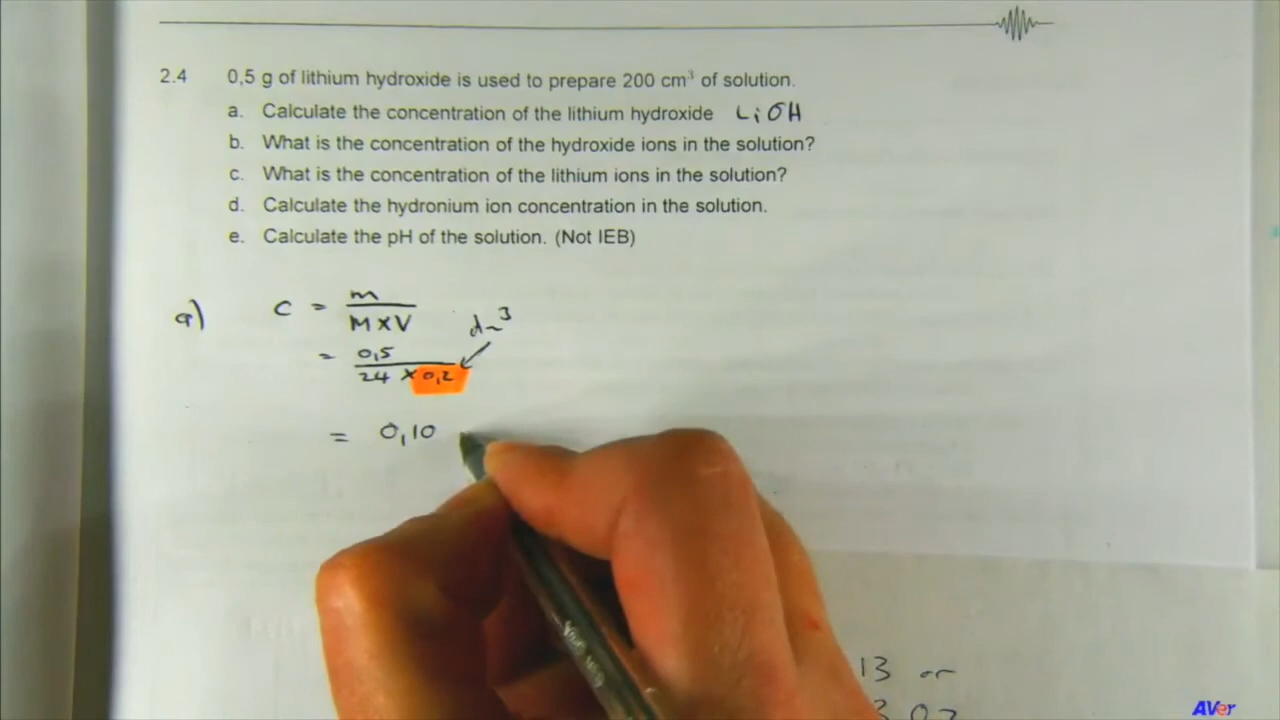 2.4 0,5 g of lithium hydroxide is used to prepare 200 cm³ of solution.
a. Calculate the concentration of the lithium hydroxide LiOH
b. What is the concentration of the hydroxide ions in the solution?
c. What is the concentration of the lithium ions in the solution?
d. Calculate the hydronium ion concentration in the solution.
e. Calculate the pH of the solution. (Not IEB)
a) c = m
M × V
dm³
= 0,5
24 × 0,2
= 0,10
13 or
AVer